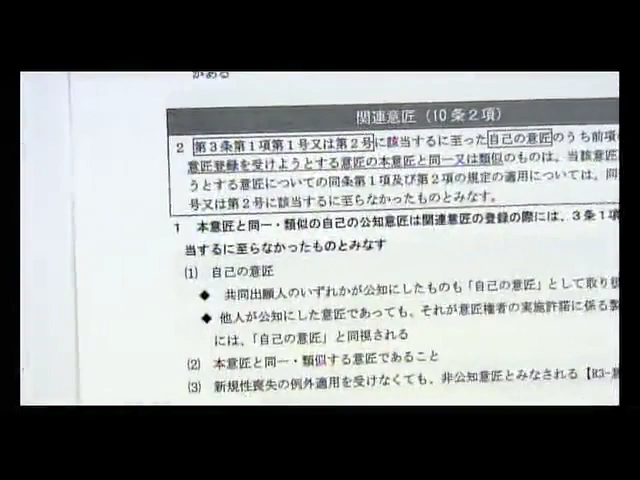 がある
関連意匠（10条2項）
2 第3条第1項第1号又は第2号に該当するに至った自己の意匠のうち前項
意匠登録を受けようとする意匠の本意匠と同一又は類似のものは、当該意匠
うとする意匠についての同条第1項及び第2項の規定の適用については、同
号又は第2号に該当するに至らなかったものとみなす。
1 本意匠と同一・類似の自己の公知意匠は関連意匠の登録の際には、3条1項
当するに至らなかったものとみなす
(1) 自己の意匠
◆ 共同出願人のいずれかが公知にしたものも「自己の意匠」として取り
◆ 他人が公知にした意匠であっても、それが意匠権者の実施許諾に係る
には、「自己の意匠」と同視される
(2) 本意匠と同一・類似する意匠であること
(3) 新規性喪失の例外適用を受けなくても、非公知意匠とみなされる【R3-